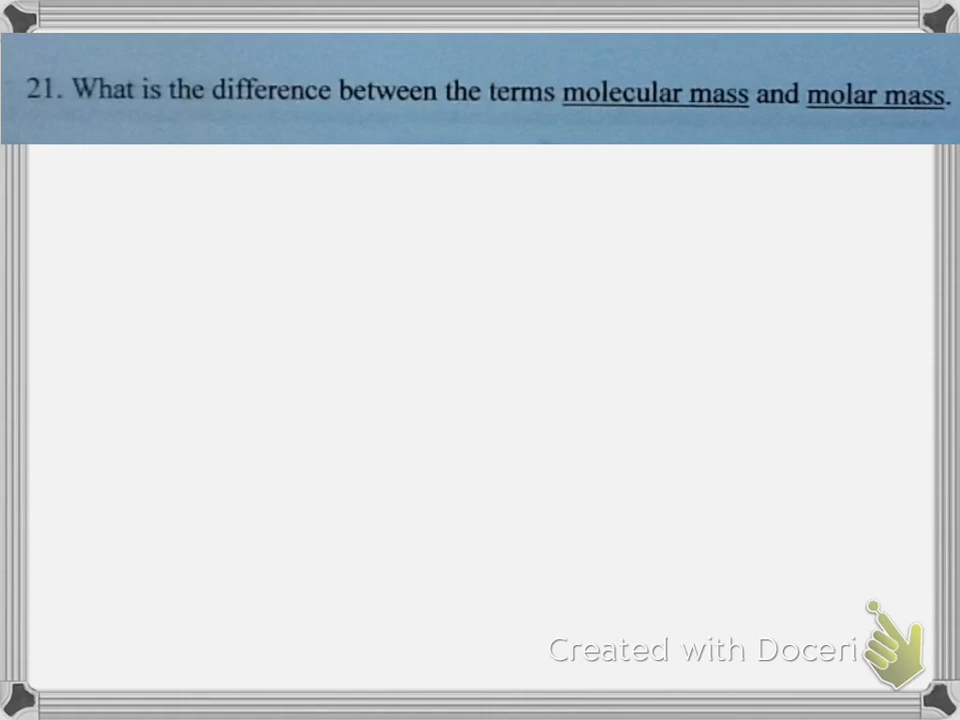 21. What is the difference between the terms molecular mass and molar mass.
Created with Doceri